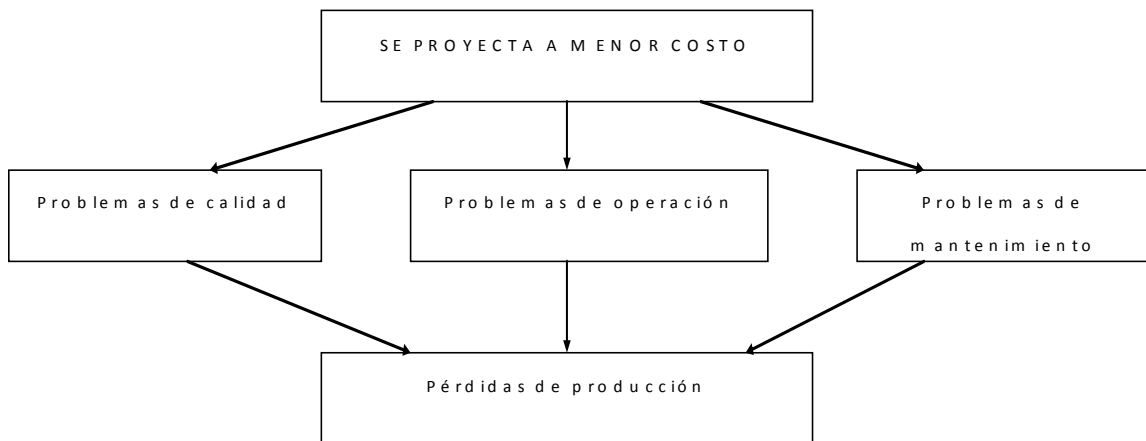 SE PROYECTA A MENOR COSTO
Problemas de calidad
Problemas de operación
Problemas de
mantenimiento
Pérdidas de producción